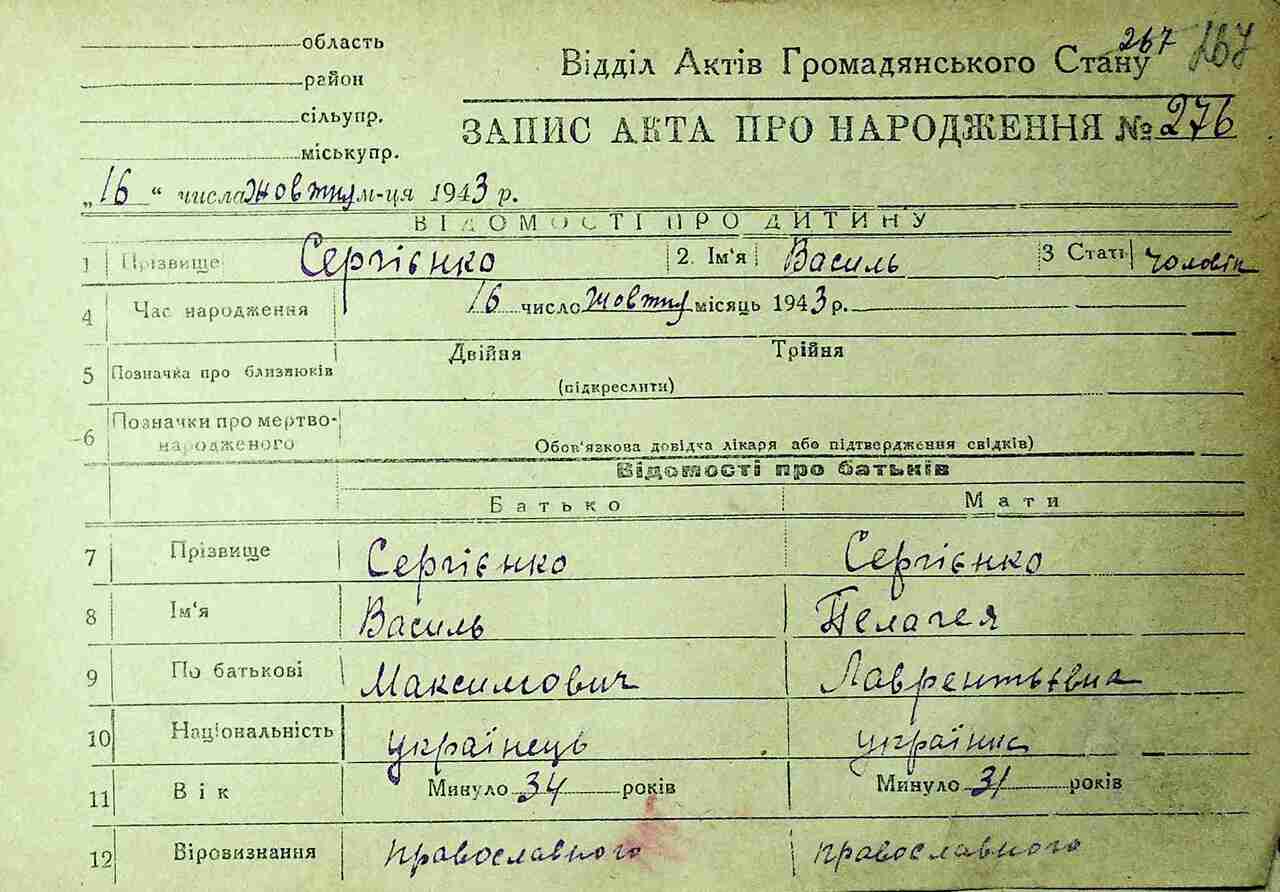 область
район
сільупр.
міськупр.
267 267
Відділ Актів Громадянського Стану
ЗАПИС АКТА ПРО НАРОДЖЕННЯ № 276
„16“ числа жовтня м-ця 1943 р.
ВІДОМОСТІ ПРО ДИТИНУ
1 Прізвище Сергієнко 2. Ім'я Василь 3 Стать чоловік
4 Час народження 16 число жовтня місяць 1943 р.
5 Позначка про близнюків Двійня Трійня
(підкреслити)
6 Позначки про мертво-
народженого
Обов'язкова довідка лікаря або підтвердження свідків)
Відомості про батьків
Батько Мати
7 Прізвище Сергієнко Сергієнко
8 Ім'я Василь Пелагея
9 По батькові Максимович Лаврентьєвна
10 Національність українець українка
11 Вік Минуло 34 років Минуло 31 років
12 Віровизнання православного православного